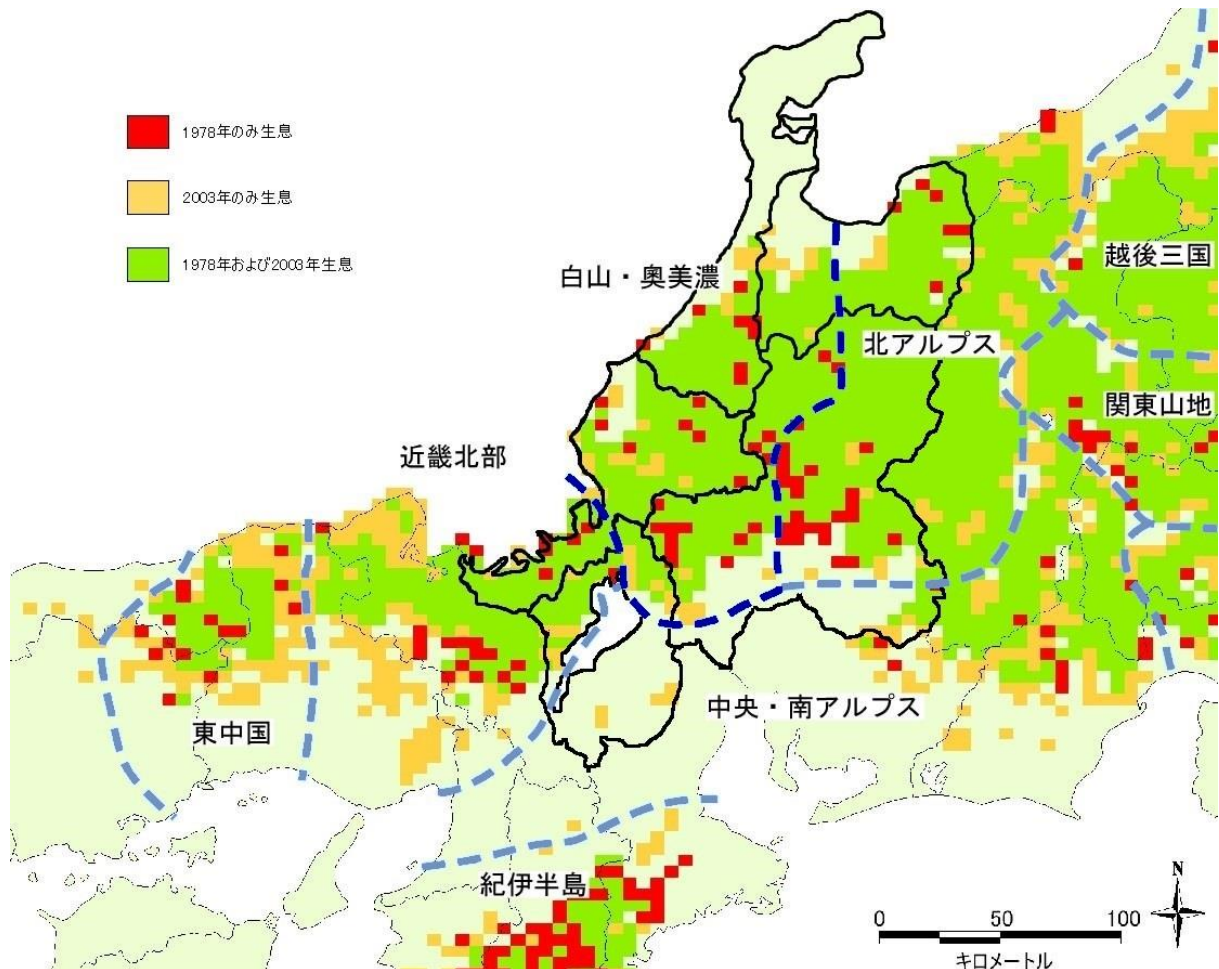 1978年のみ生息
2003年のみ生息
1978年および2003年生息
越後三国
白山・奥美濃
北アルプス
関東山地
近畿北部
中央・南アルプス
東中国
紀伊半島
N
0 50 100
キロメートル